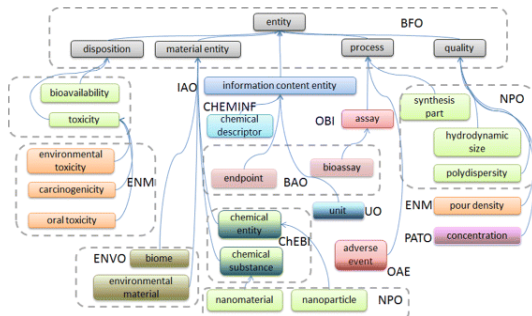 entity
BFO
disposition
material entity
process
quality
IAO
bioavailability
information content entity
NPO
CHEMINF
synthesis
part
chemical
descriptor
OBI
assay
toxicity
hydrodynamic
size
environmental
toxicity
bioassay
endpoint
BAO
polydispersity
ENM
carcinogenicity
oral toxicity
chemical
entity
unit
UO
ENM
pour density
ChEBI
PATO
concentration
ENVO
biome
chemical
substance
adverse
event
OAE
environmental
material
nanomaterial
nanoparticle
NPO